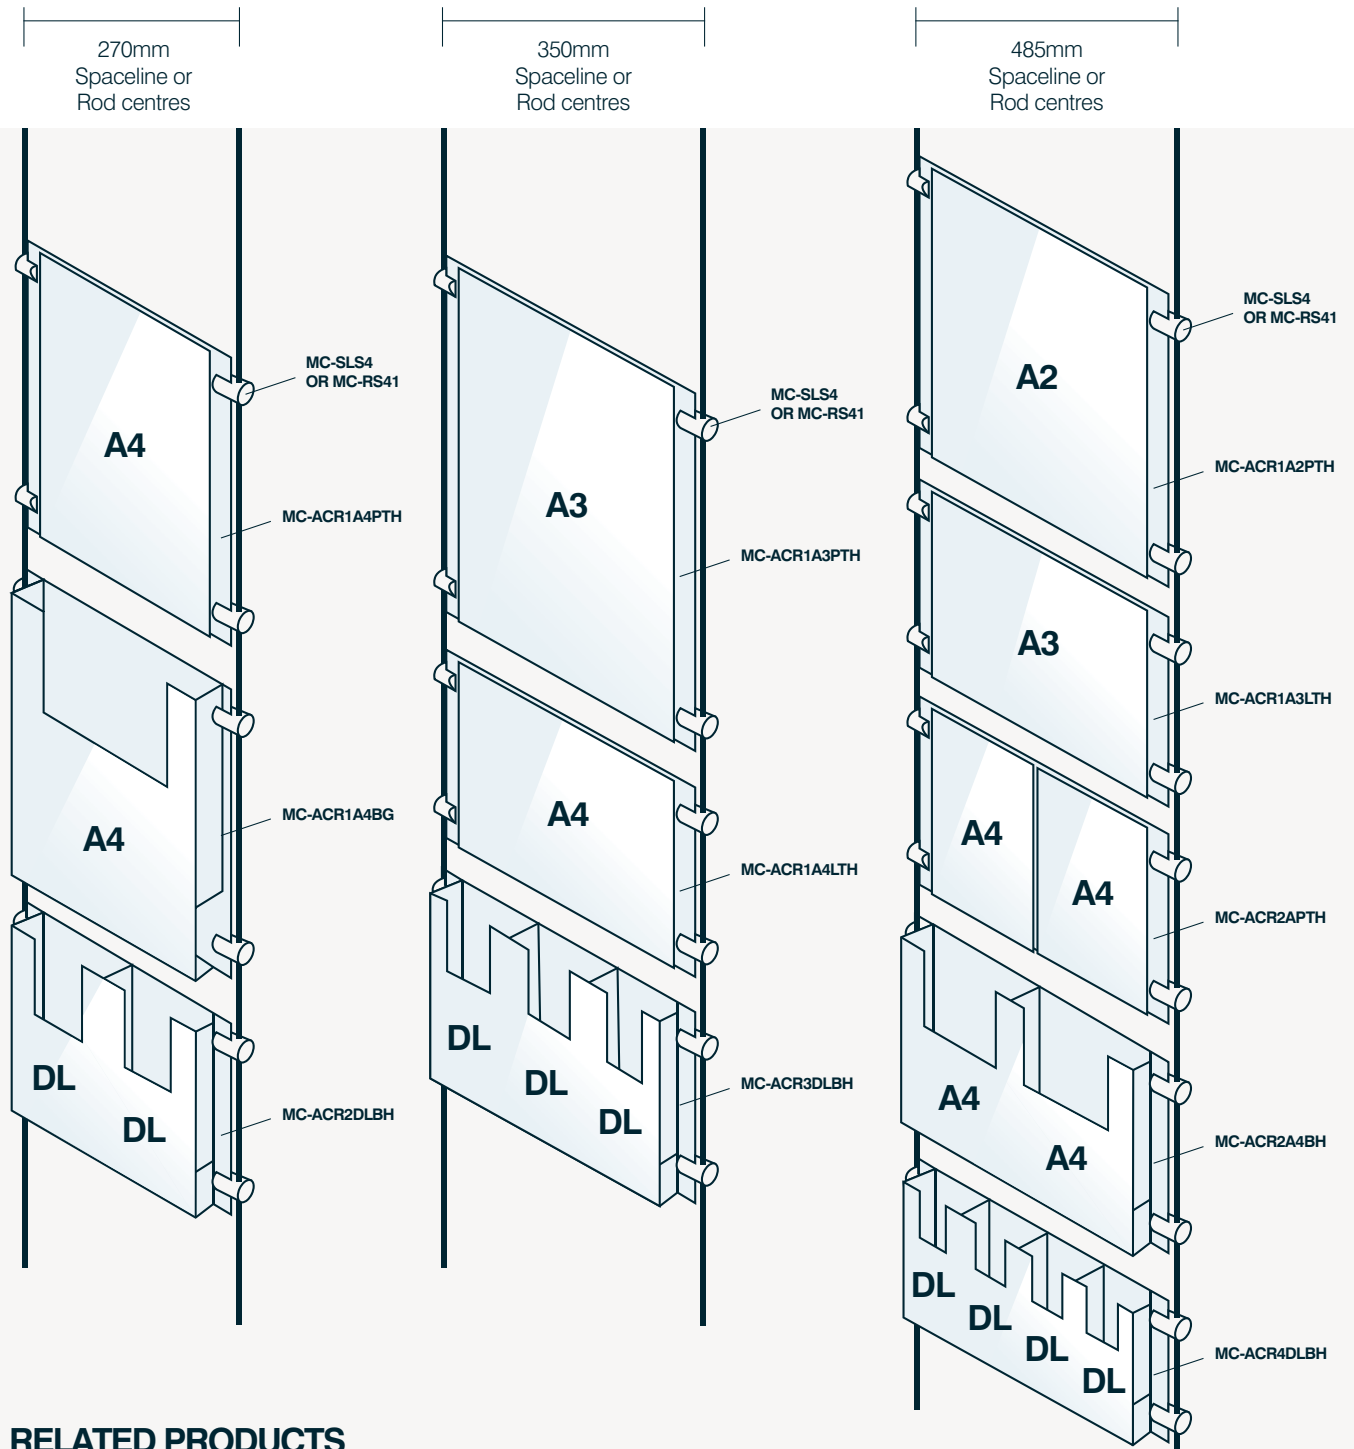 270mm
Spaceline or
Rod centres
350mm
Spaceline or
Rod centres
485mm
Spaceline or
Rod centres
A4
MC-SLS4
OR MC-RS41
MC-ACR1A4PTH
A4
MC-ACR1A4BG
DL
DL
MC-ACR2DLBH
A3
MC-SLS4
OR MC-RS41
MC-ACR1A3PTH
A4
MC-ACR1A4LTH
DL
DL
DL
MC-ACR3DLBH
A2
MC-SLS4
OR MC-RS41
MC-ACR1A2PTH
A3
MC-ACR1A3LTH
A4
A4
MC-ACR2APTH
A4
A4
MC-ACR2A4BH
DL
DL
DL
DL
MC-ACR4DLBH
RELATED PRODUCTS